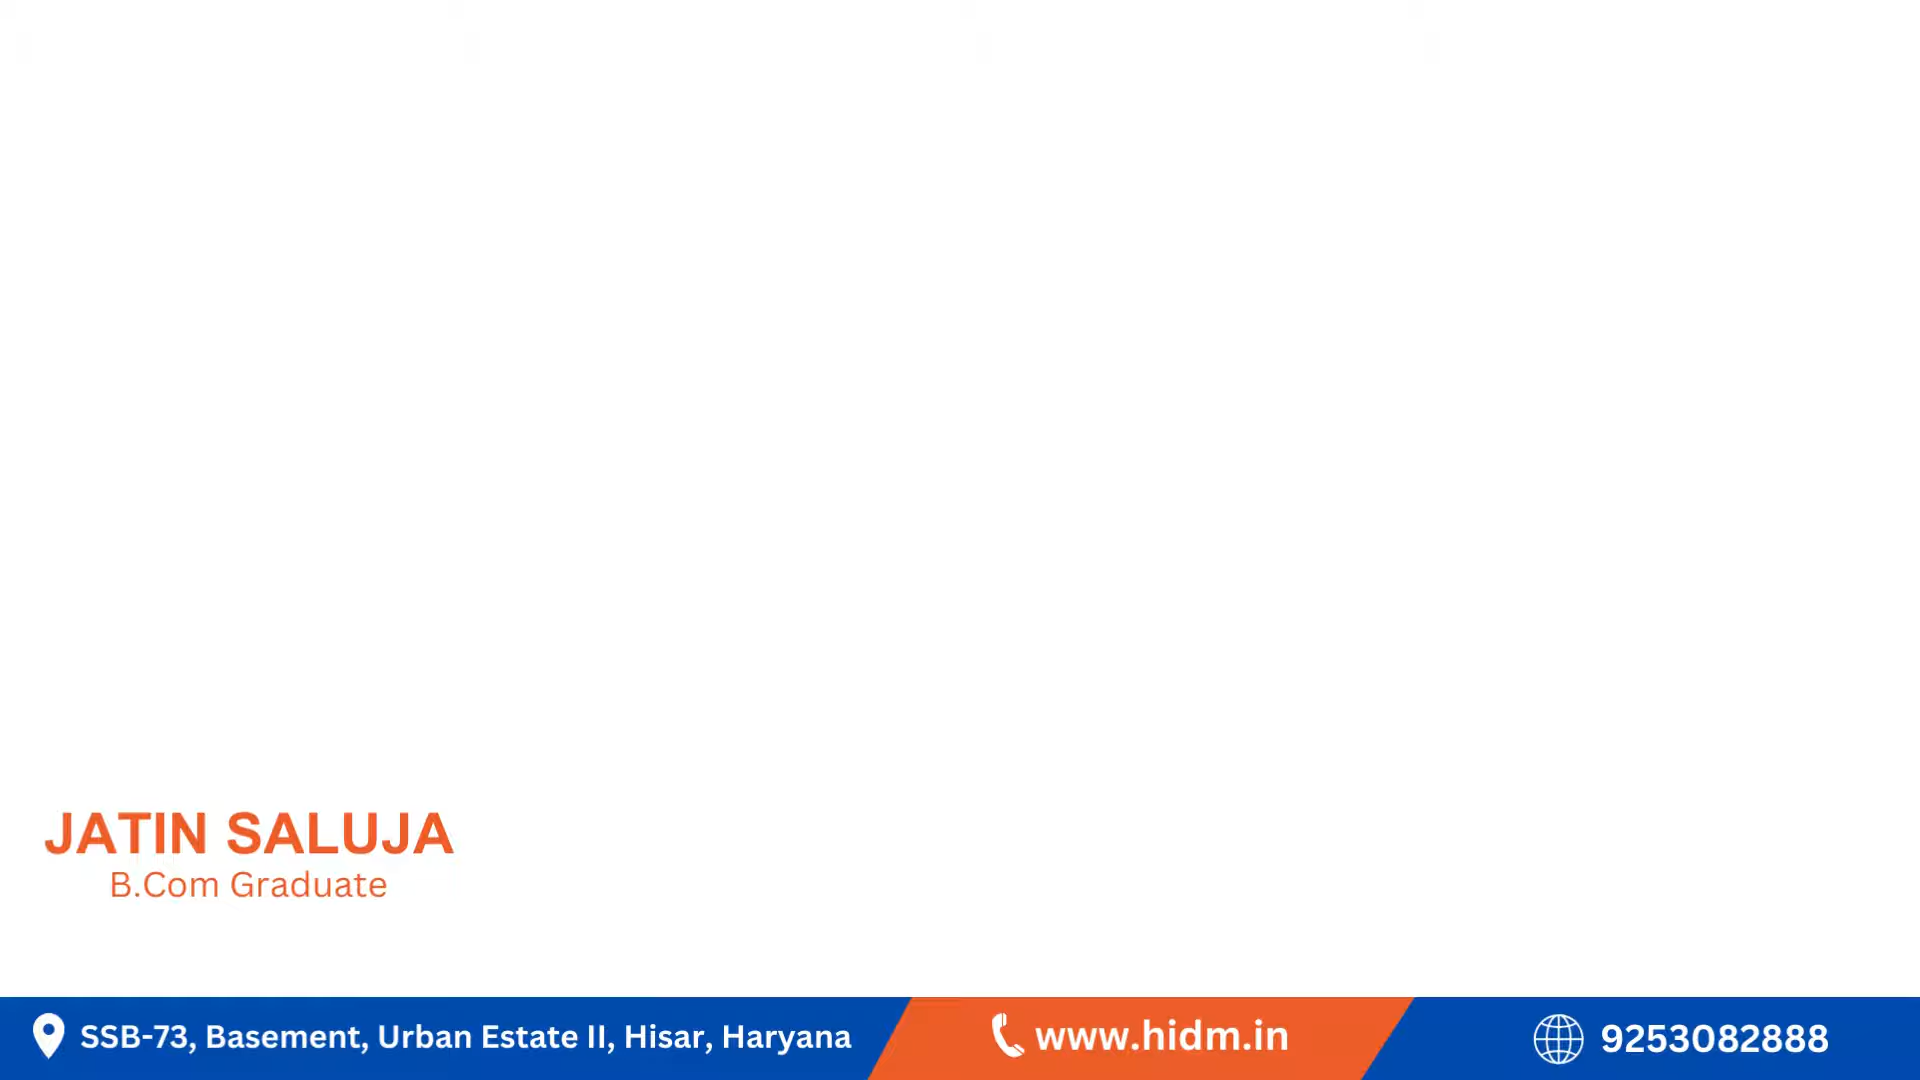 JATIN SALUJA
B.Com Graduate
SSB-73, Basement, Urban Estate II, Hisar, Haryana
www.hidm.in
9253082888